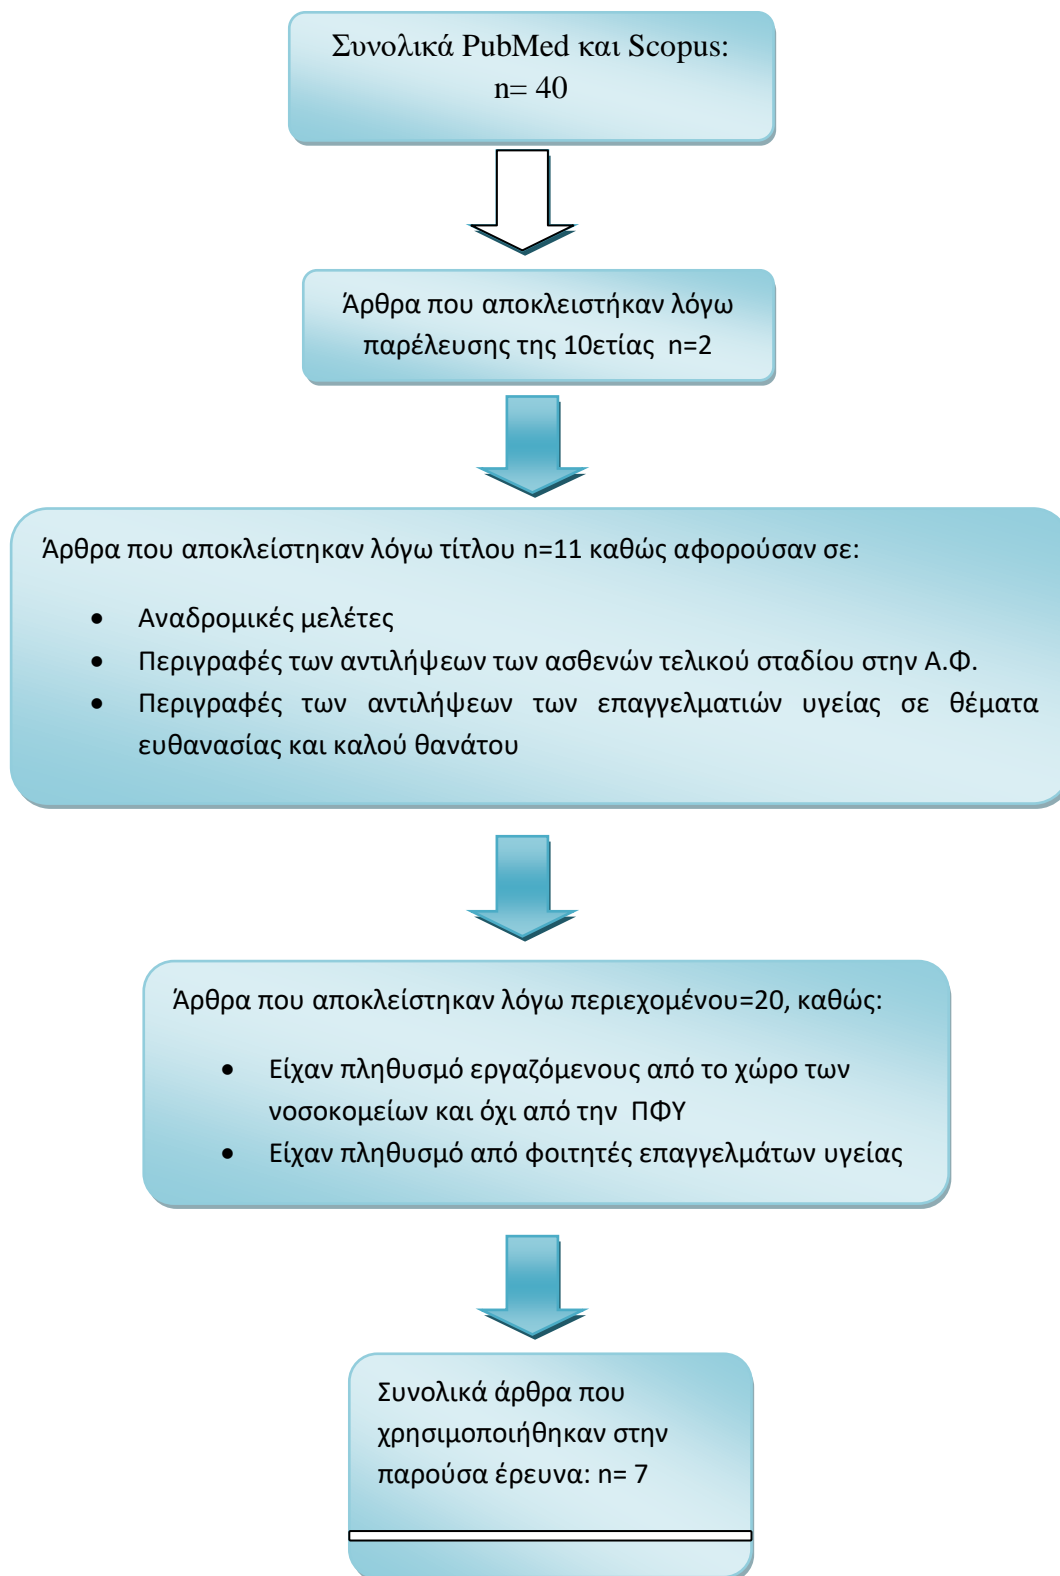 Συνολικά PubMed και Scopus:
n= 40
Άρθρα που αποκλειστήκαν λόγω
παρέλευσης της 10ετίας n=2
Άρθρα που αποκλείστηκαν λόγω τίτλου n=11 καθώς αφορούσαν σε:
• Αναδρομικές μελέτες
• Περιγραφές των αντιλήψεων των ασθενών τελικού σταδίου στην Α.Φ.
• Περιγραφές των αντιλήψεων των επαγγελματιών υγείας σε θέματα
ευθανασίας και καλού θανάτου
Άρθρα που αποκλείστηκαν λόγω περιεχομένου=20, καθώς:
• Είχαν πληθυσμό εργαζόμενους από το χώρο των
νοσοκομείων και όχι από την ΠΦΥ
• Είχαν πληθυσμό από φοιτητές επαγγελμάτων υγείας
Συνολικά άρθρα που
χρησιμοποιήθηκαν στην
παρούσα έρευνα: n= 7